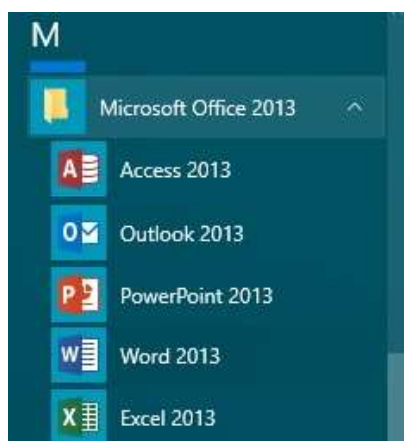 M
Microsoft Office 2013
Access 2013
Outlook 2013
PowerPoint 2013
Word 2013
Excel 2013